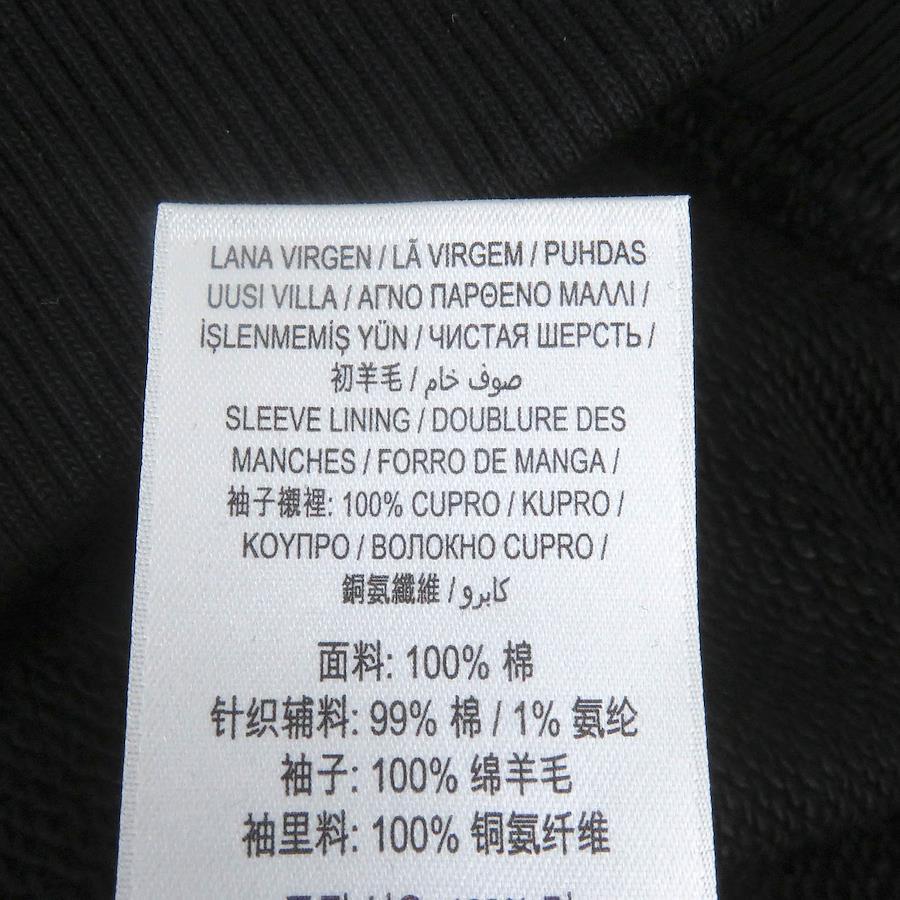 LANA VIRGEN / LÃ VIRGEM / PUHDAS
UUSI VILLA / ΑΓΝΟ ΠΑΡΘΕΝΟ ΜΑΛΛΙ /
İŞLENMEMİŞ YÜN / ЧИСТАЯ ШЕРСТЬ /
初羊毛 / صوف خام
SLEEVE LINING / DOUBLURE DES
MANCHES / FORRO DE MANGA /
袖子襯裡: 100% CUPRO / KUPRO /
ΚΟΥΠΡΟ / ВОЛОКНО CUPRO /
銅氨纖維 / كابرو
面料: 100% 棉
针织辅料: 99% 棉 / 1% 氨纶
袖子: 100% 绵羊毛
袖里料: 100% 铜氨纤维